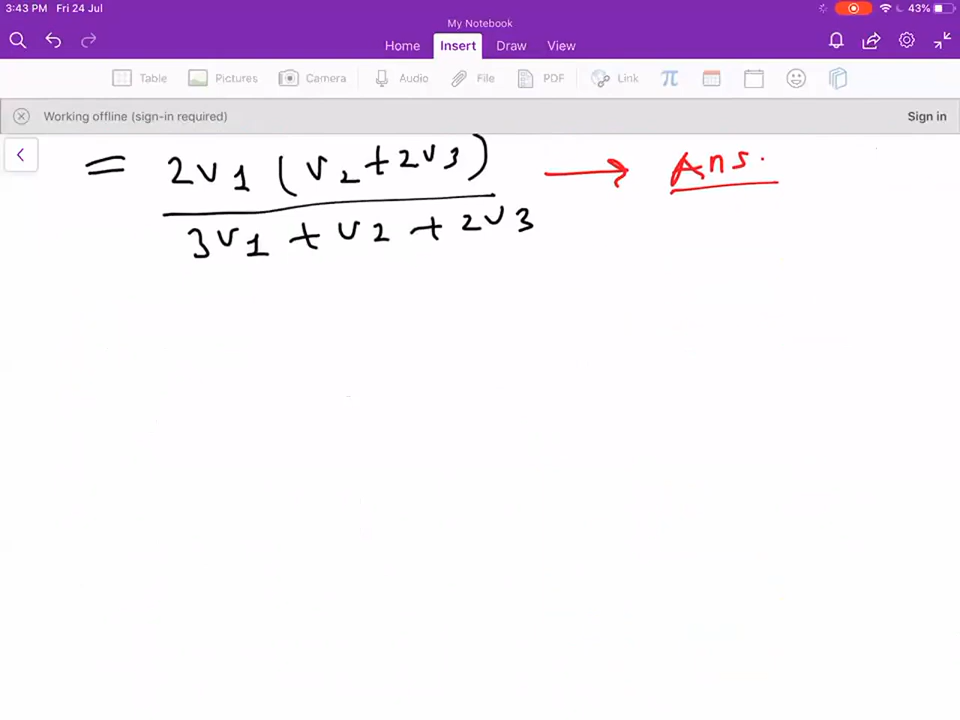 3:43 PM Fri 24 Jul 43%
My Notebook
Home Insert Draw View
Table Pictures Camera Audio File PDF Link π
Working offline (sign-in required) Sign in
= 2v1 (v2+2v3) → Ans.
3v1 + v2 + 2v3